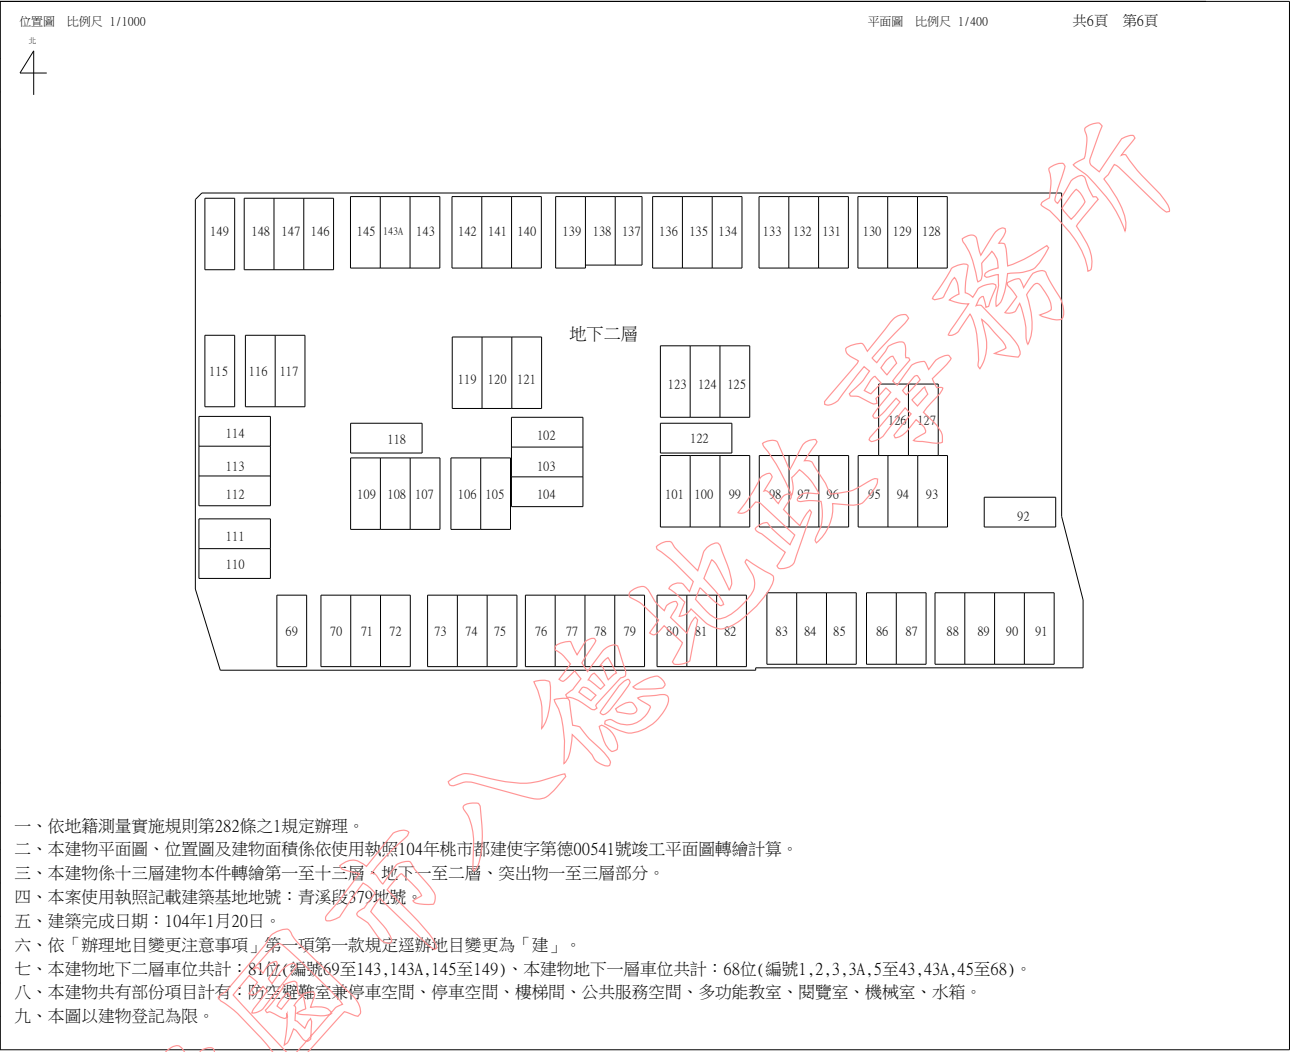 位置圖 比例尺 1/1000
平面圖 比例尺 1/400
共6頁 第6頁
北
149 148 147 146 145 143A 143 142 141 140 139 138 137 136 135 134 133 132 131 130 129 128
地下二層
115 116 117 119 120 121 123 124 125
126 127
114 118 102 122
113 103
112 109 108 107 106 105 104 101 100 99 98 97 96 95 94 93
92
111
110
69 70 71 72 73 74 75 76 77 78 79 80 81 82 83 84 85 86 87 88 89 90 91
一、依地籍測量實施規則第282條之1規定辦理。
二、本建物平面圖、位置圖及建物面積係依使用執照104年桃市都建使字第德00541號竣工平面圖轉繪計算。
三、本建物係十三層建物本件轉繪第一至十三層、地下一至二層、突出物一至三層部分。
四、本案使用執照記載建築基地地號：青溪段379地號。
五、建築完成日期：104年1月20日。
六、依「辦理地目變更注意事項」第一項第一款規定逕辦地目變更為「建」。
七、本建物地下二層車位共計：81位(編號69至143,143A,145至149)、本建物地下一層車位共計：68位(編號1,2,3,3A,5至43,43A,45至68)。
八、本建物共有部份項目計有：防空避難室兼停車空間、停車空間、樓梯間、公共服務空間、多功能教室、閱覽室、機械室、水箱。
九、本圖以建物登記為限。
園市八德地政事務所